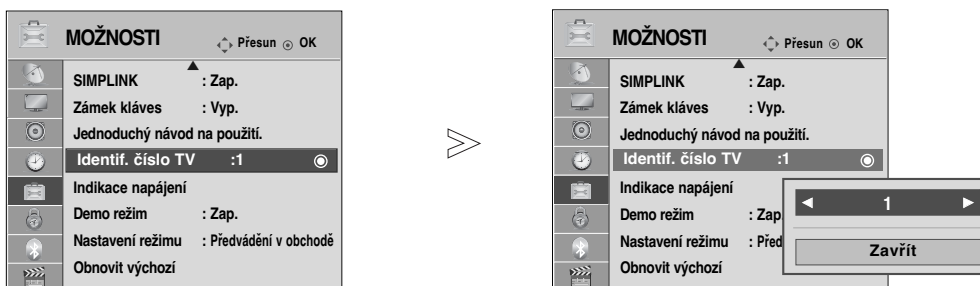 MOŽNOSTI
Přesun OK
SIMPLINK : Zap.
Zámek kláves : Vyp.
Jednoduchý návod na použití.
Identif. číslo TV :1
Indikace napájení
Demo režim : Zap.
Nastavení režimu : Předvádění v obchodě
Obnovit výchozí
MOŽNOSTI
Přesun OK
SIMPLINK : Zap.
Zámek kláves : Vyp.
Jednoduchý návod na použití.
Identif. číslo TV :1
Indikace napájení
Demo režim : Zap
Nastavení režimu : Před
Obnovit výchozí
1
Zavřít